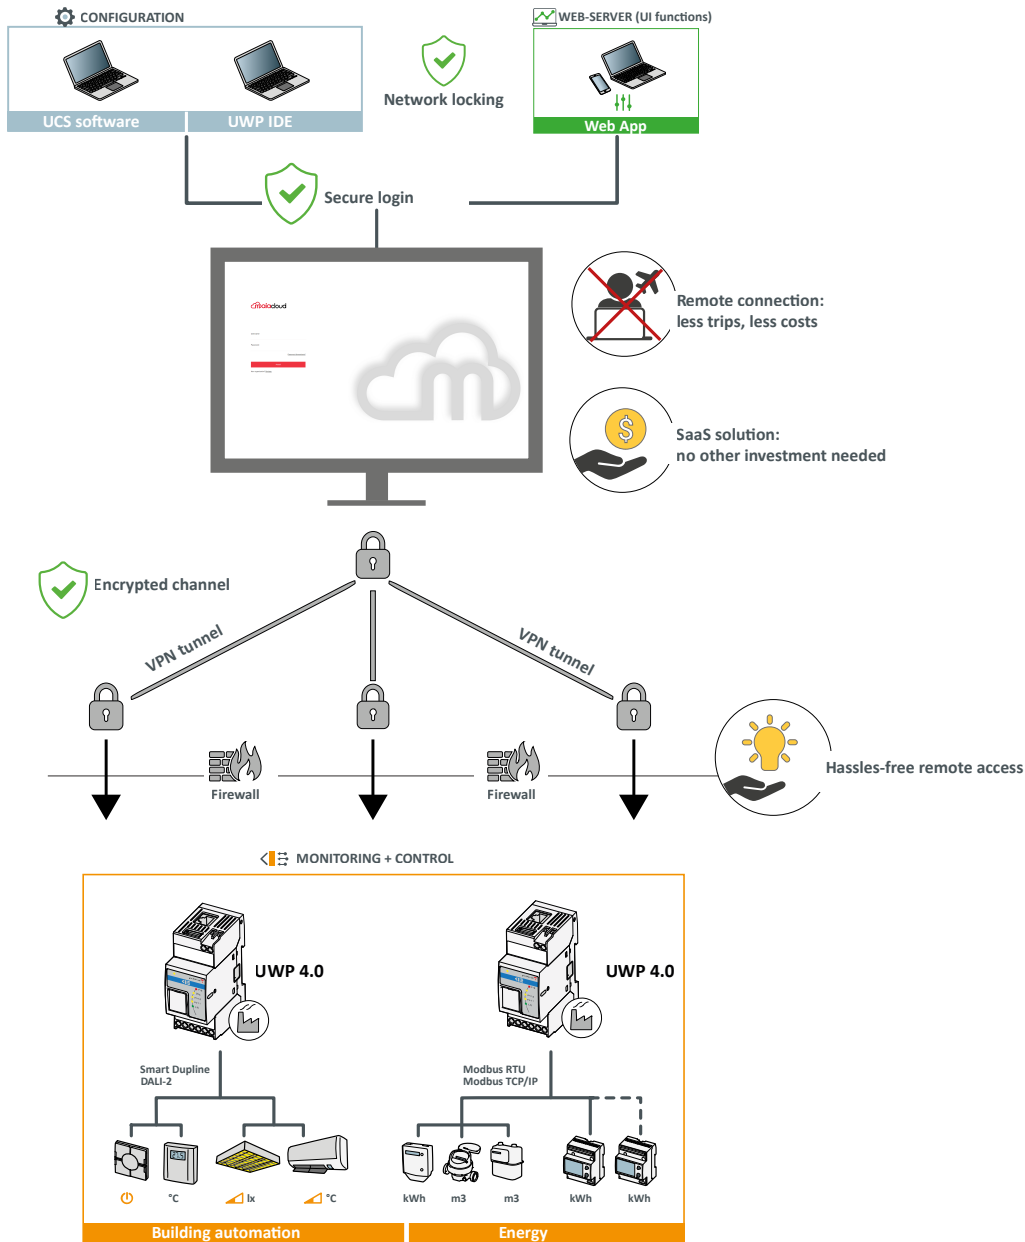 CONFIGURATION
WEB-SERVER (UI functions)
Network locking
UCS software
UWP IDE
Web App
Secure login
maiacloud
Remote connection:
less trips, less costs
SaaS solution:
no other investment needed
Encrypted channel
VPN tunnel
VPN tunnel
Hassles-free remote access
Firewall
Firewall
MONITORING + CONTROL
UWP 4.0
UWP 4.0
Smart Dupline
DALI-2
Modbus RTU
Modbus TCP/IP
°C
lx
°C
kWh
m3
m3
kWh
kWh
Building automation
Energy